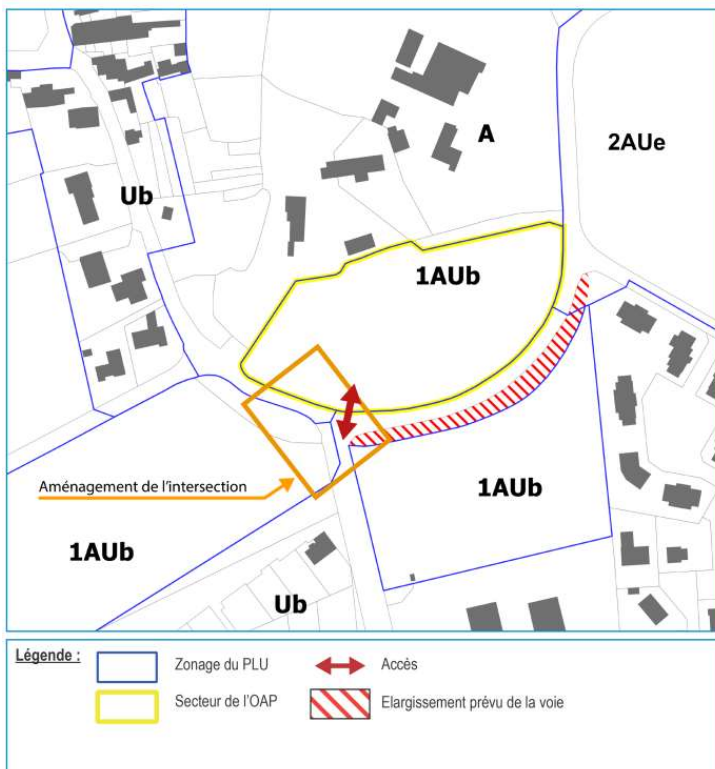 A
2AUe
Ub
1AUb
Aménagement de l'intersection
1AUb
1AUb
Ub
Légende :
Zonage du PLU
Accès
Secteur de l'OAP
Elargissement prévu de la voie